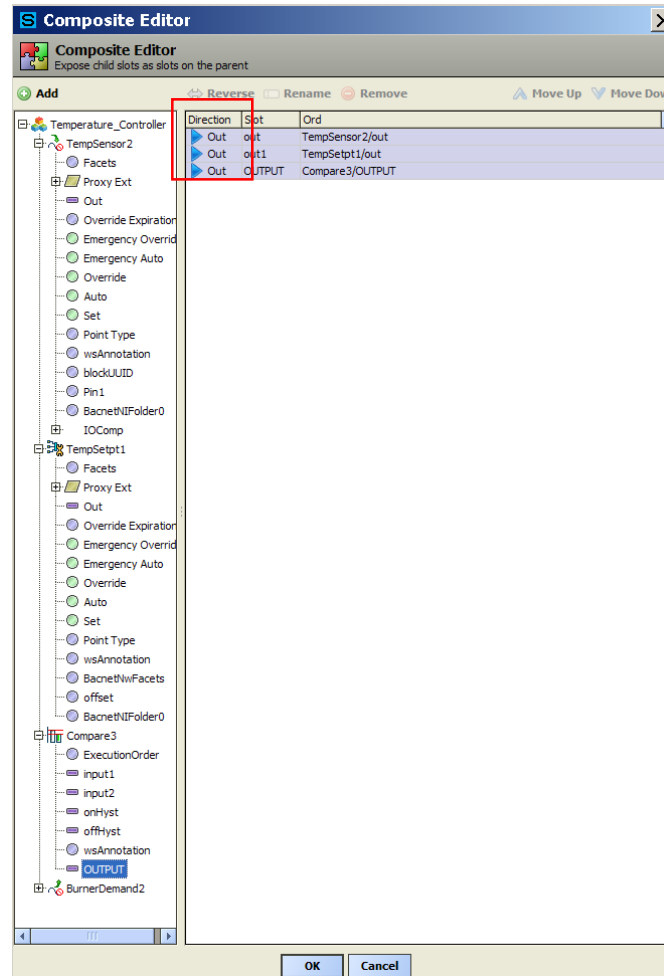 Composite Editor
Composite Editor
Expose child slots as slots on the parent
Add Reverse Rename Remove Move Up Move Dow
Direction Slot Ord
Out out TempSensor2/out
Out out1 TempSetpt1/out
Out OUTPUT Compare3/OUTPUT
Temperature_Controller
TempSensor2
Facets
Proxy Ext
Out
Override Expiration
Emergency Overrid
Emergency Auto
Override
Auto
Set
Point Type
wsAnnotation
blockUUID
Pin1
BacnetNIFolder0
IOComp
TempSetpt1
Facets
Proxy Ext
Out
Override Expiration
Emergency Overrid
Emergency Auto
Override
Auto
Set
Point Type
wsAnnotation
BacnetNwFacets
offset
BacnetNIFolder0
Compare3
ExecutionOrder
input1
input2
onHyst
offHyst
wsAnnotation
OUTPUT
BurnerDemand2
OK Cancel